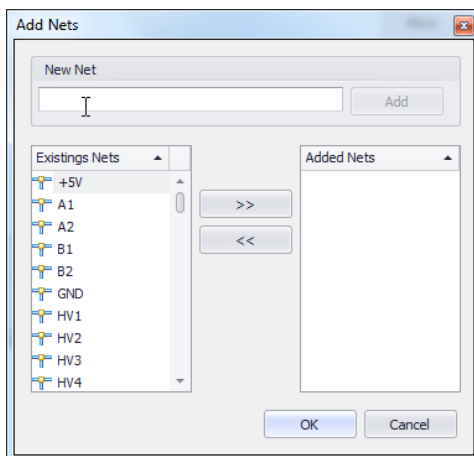 Add Nets
New Net
Add
Existings Nets
+5V
A1
A2
B1
B2
GND
HV1
HV2
HV3
HV4
>>
<<
Added Nets
OK Cancel